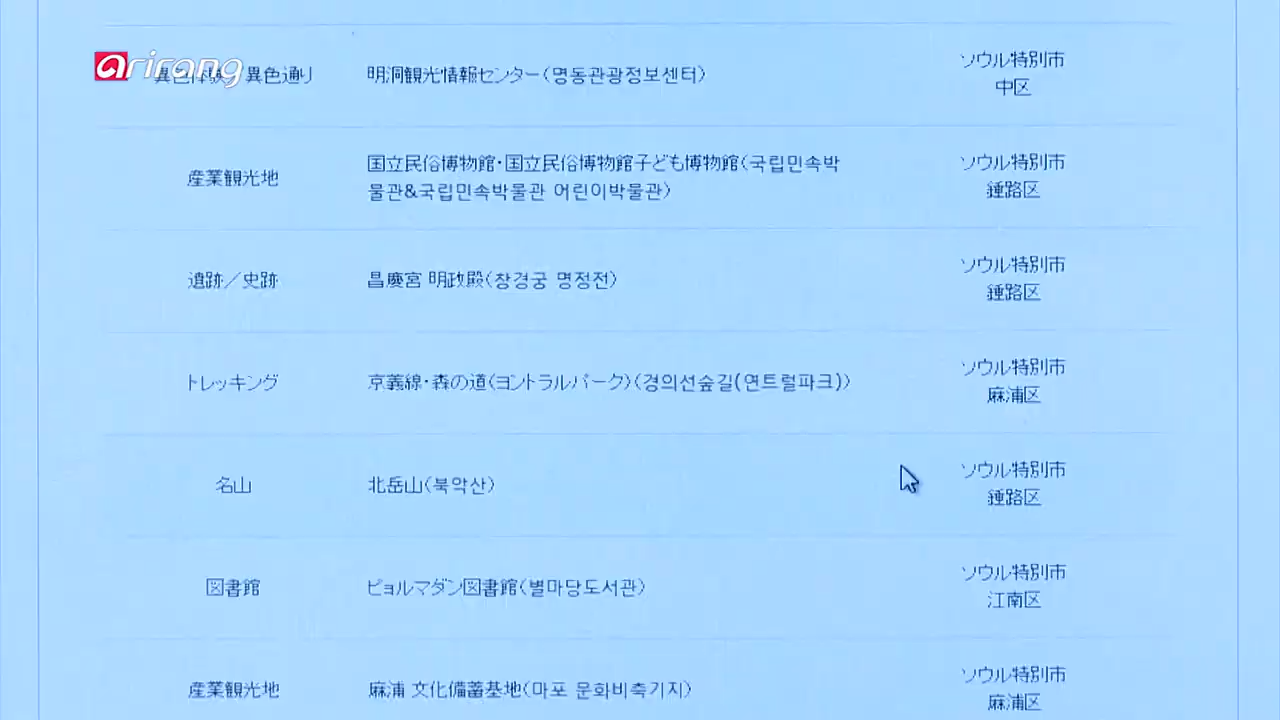 arirang
異色体験／異色通り
明洞観光情報センター(명동관광정보센터)
ソウル特別市
中区
産業観光地
国立民俗博物館・国立民俗博物館子ども博物館(국립민속박
물관&국립민속박물관 어린이박물관)
ソウル特別市
鍾路区
遺跡／史跡
昌慶宮 明政殿(창경궁 명정전)
ソウル特別市
鍾路区
トレッキング
京義線・森の道(ヨントラルパーク)(경의선숲길(연트럴파크))
ソウル特別市
麻浦区
名山
北岳山(북악산)
ソウル特別市
鍾路区
図書館
ピョルマダン図書館(별마당도서관)
ソウル特別市
江南区
産業観光地
麻浦 文化備蓄基地(마포 문화비축기지)
ソウル特別市
麻浦区